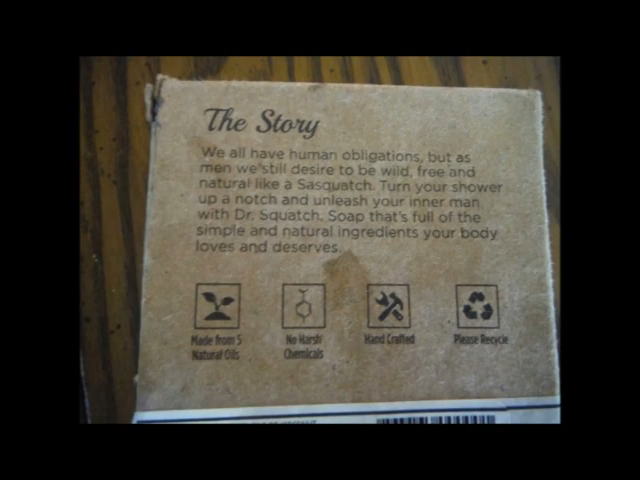 The Story
We all have human obligations, but as
men we still desire to be wild, free and
natural like a Sasquatch. Turn your shower
up a notch and unleash your inner man
with Dr. Squatch. Soap that's full of the
simple and natural ingredients your body
loves and deserves.
Made from 5
Natural Oils
No Harsh
Chemicals
Hand Crafted
Please Recycle